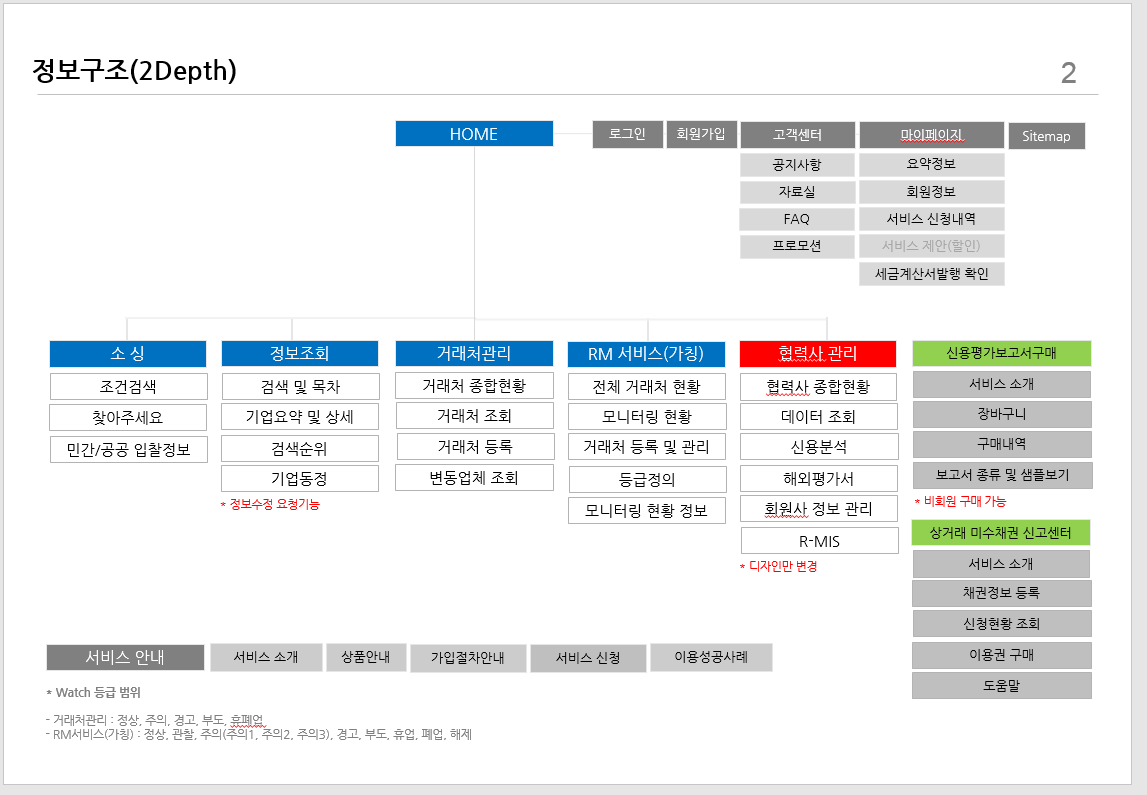 정보구조(2Depth)
2
HOME
로그인
회원가입
고객센터
마이페이지
Sitemap
공지사항
요약정보
자료실
회원정보
FAQ
서비스 신청내역
프로모션
서비스 제안(할인)
세금계산서발행 확인
소 싱
조건검색
찾아주세요
민간/공공 입찰정보
정보조회
검색 및 목차
기업요약 및 상세
검색순위
기업동정
* 정보수정 요청기능
거래처관리
거래처 종합현황
거래처 조회
거래처 등록
변동업체 조회
RM 서비스(가칭)
전체 거래처 현황
모니터링 현황
거래처 등록 및 관리
등급정의
모니터링 현황 정보
협력사 관리
협력사 종합현황
데이터 조회
신용분석
해외평가서
회원사 정보 관리
R-MIS
* 디자인만 변경
신용평가보고서구매
서비스 소개
장바구니
구매내역
보고서 종류 및 샘플보기
* 비회원 구매 가능
상거래 미수채권 신고센터
서비스 소개
채권정보 등록
신청현황 조회
이용권 구매
도움말
서비스 안내
서비스 소개
상품안내
가입절차안내
서비스 신청
이용성공사례
* Watch 등급 범위
- 거래처관리 : 정상, 주의, 경고, 부도, 휴폐업
- RM서비스(가칭) : 정상, 관찰, 주의(주의1, 주의2, 주의3), 경고, 부도, 휴업, 폐업, 해제